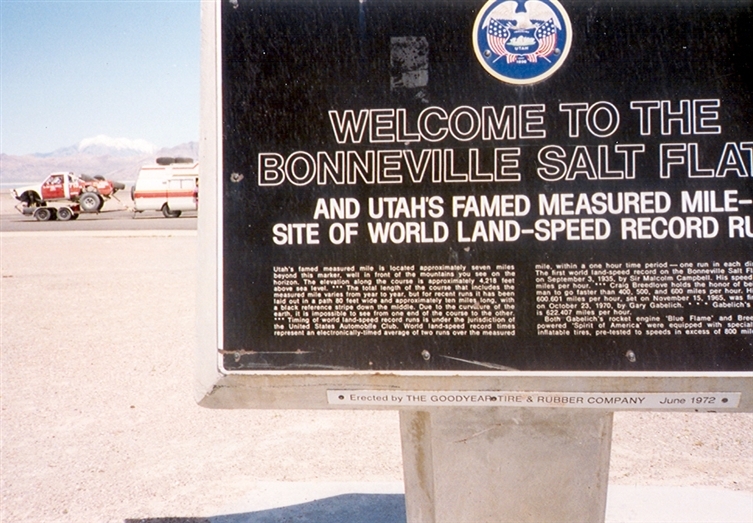 UTAH
WELCOME TO THE
BONNEVILLE SALT FLAT
AND UTAH'S FAMED MEASURED MILE—
SITE OF WORLD LAND-SPEED RECORD RU
Utah's famed measured mile is located approximately seven miles
beyond this marker, well in front of the mountains you see on the
horizon. The elevation along the course is approximately 4,218 feet
above sea level. *** The total length of the course that includes the
measured mile varies from year to year, but for record runs it is usually
laid out in a path 80 feet wide and approximately ten miles long, with
a black reference stripe down the middle. Due to the curvature of the
earth, it is impossible to see from one end of the course to the other.
*** Timing of world land-speed record runs is under the jurisdiction of
the United States Automobile Club. World land-speed record times
represent an electronically-timed average of two runs over the measured
mile, within a one hour time period — one run in each di
The first world land-speed record on the Bonneville Salt Fl
on September 3, 1935, by Sir Malcolm Campbell. His speed
miles per hour. *** Craig Breedlove holds the honor of be
man to go faster than 400, 500, and 600 miles per hour. H
600.601 miles per hour, set on November 15, 1965, was
on October 23, 1970, by Gary Gabelich. *** Gabelich's
is 622.407 miles per hour.
Both Gabelich's rocket engine 'Blue Flame' and Bree
powered 'Spirit of America' were equipped with special
inflatable tires, pre-tested to speeds in excess of 800 mil
Erected by THE GOODYEAR TIRE & RUBBER COMPANY June 1972